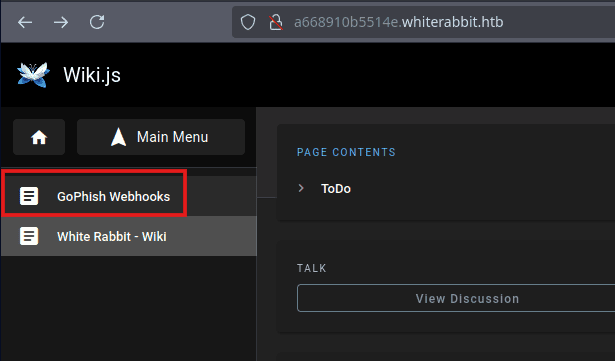 a668910b5514e.whiterabbit.htb
Wiki.js
Main Menu
GoPhish Webhooks
White Rabbit - Wiki
PAGE CONTENTS
ToDo
TALK
View Discussion